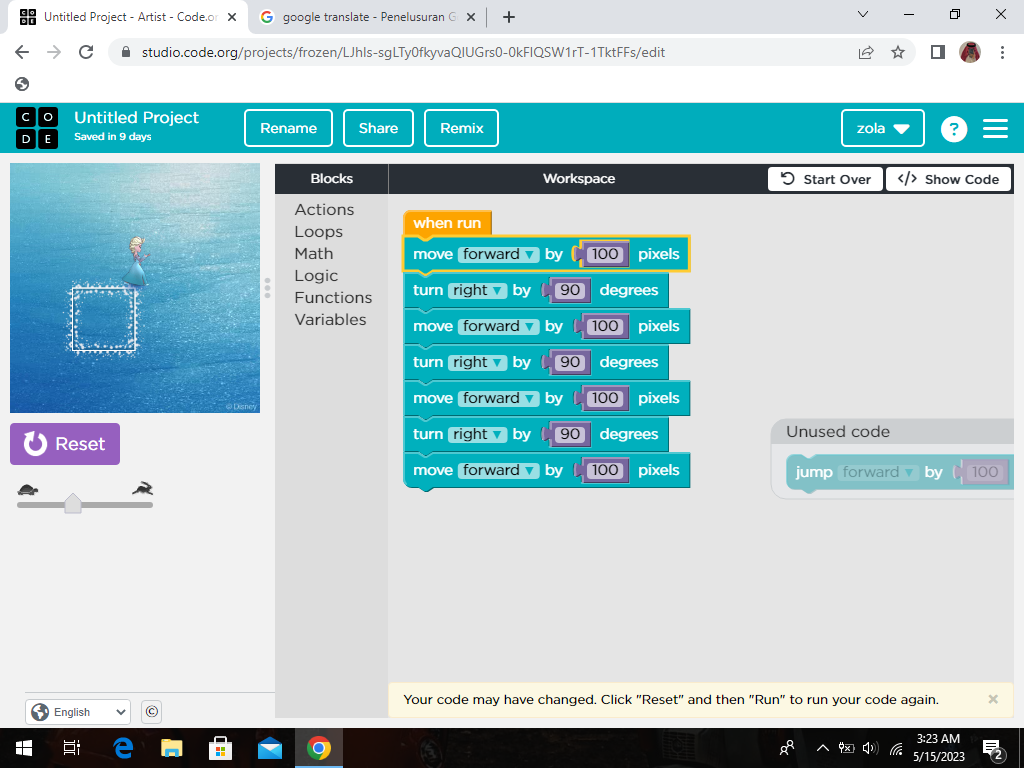 Untitled Project - Artist - Code.or
google translate - Penelusuran G
studio.code.org/projects/frozen/LJhIs-sgLTy0fkyvaQIUGrs0-0kFIQSW1rT-1TktFFs/edit
C O D E
Untitled Project
Saved in 9 days
Rename
Share
Remix
zola
?
Blocks
Workspace
Start Over
</> Show Code
Actions
Loops
Math
Logic
Functions
Variables
when run
move forward by 100 pixels
turn right by 90 degrees
move forward by 100 pixels
turn right by 90 degrees
move forward by 100 pixels
turn right by 90 degrees
move forward by 100 pixels
Unused code
jump forward by 100
© Disney
Reset
Your code may have changed. Click "Reset" and then "Run" to run your code again.
English
©
3:23 AM
5/15/2023
2